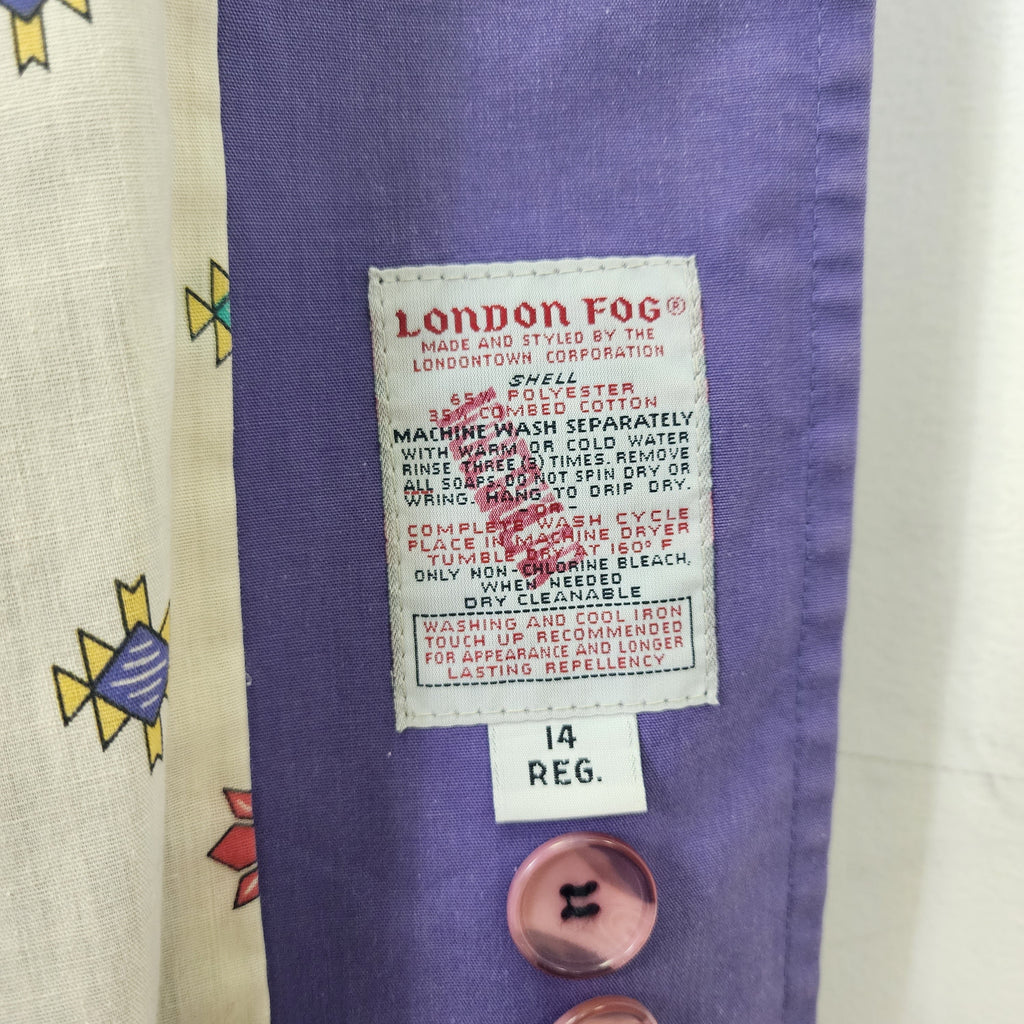 LONDON FOG®
MADE AND STYLED BY THE
LONDONTOWN CORPORATION
SHELL
65% POLYESTER
35% COMBED COTTON
MACHINE WASH SEPARATELY
WITH WARM OR COLD WATER
RINSE THREE (3) TIMES. REMOVE
ALL SOAPS. DO NOT SPIN DRY OR
WRING. HANG TO DRIP DRY.
- OR -
COMPLETE WASH CYCLE
PLACE IN MACHINE DRYER
TUMBLE DRY AT 160° F
ONLY NON-CHLORINE BLEACH,
WHEN NEEDED
DRY CLEANABLE
WASHING AND COOL IRON
TOUCH UP RECOMMENDED
FOR APPEARANCE AND LONGER
LASTING REPELLENCY
14
REG.